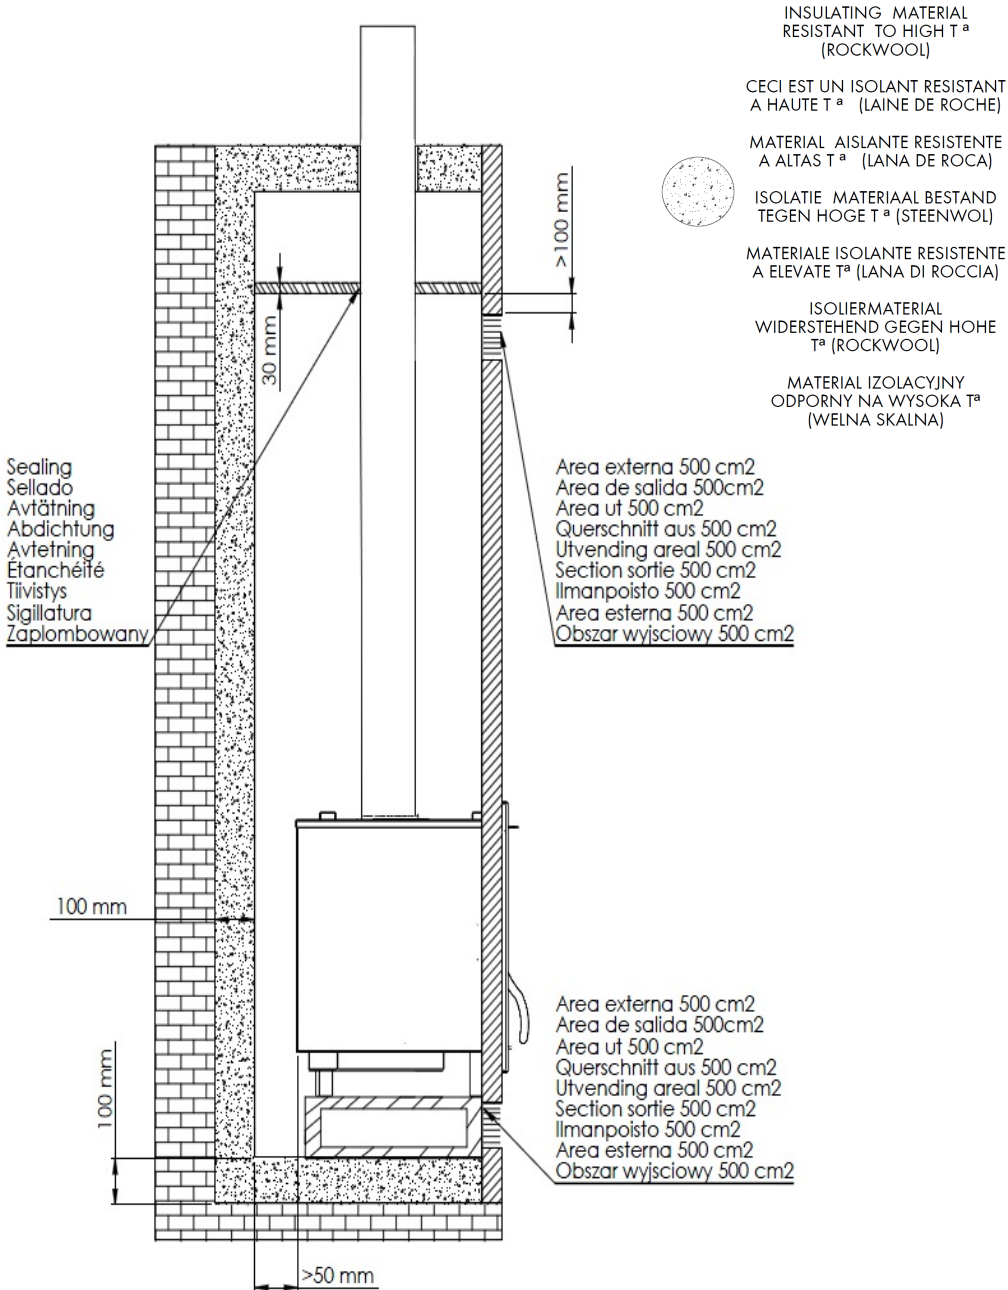 INSULATING MATERIAL
RESISTANT TO HIGH Tª
(ROCKWOOL)
CECI EST UN ISOLANT RESISTANT
A HAUTE Tª (LAINE DE ROCHE)
MATERIAL AISLANTE RESISTENTE
A ALTAS Tª (LANA DE ROCA)
ISOLATIE MATERIAAL BESTAND
TEGEN HOGE Tª (STEENWOL)
MATERIALE ISOLANTE RESISTENTE
A ELEVATE Tª (LANA DI ROCCIA)
ISOLIERMATERIAL
WIDERSTEHEND GEGEN HOHE
Tª (ROCKWOOL)
MATERIAL IZOLACYJNY
ODPORNY NA WYSOKA Tª
(WELNA SKALNA)
>100 mm
30 mm
Sealing
Sellado
Avtätning
Abdichtung
Avtetning
Étanchéité
Tiivistys
Sigillatura
Zaplombowany
Area externa 500 cm2
Area de salida 500cm2
Area ut 500 cm2
Querschnitt aus 500 cm2
Utvending areal 500 cm2
Section sortie 500 cm2
Ilmanpoisto 500 cm2
Area esterna 500 cm2
Obszar wyjsciowy 500 cm2
100 mm
100 mm
Area externa 500 cm2
Area de salida 500cm2
Area ut 500 cm2
Querschnitt aus 500 cm2
Utvending areal 500 cm2
Section sortie 500 cm2
Ilmanpoisto 500 cm2
Area esterna 500 cm2
Obszar wyjsciowy 500 cm2
>50 mm